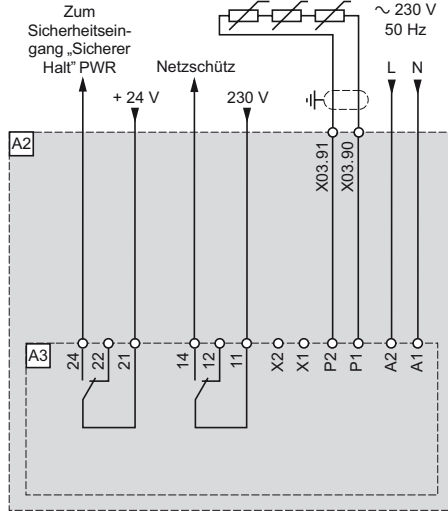 Zum
Sicherheitsein-
gang „Sicherer
Halt“ PWR
Netzschütz
+ 24 V
230 V
∼ 230 V
50 Hz
L
N
A2
X03.91
X03.90
A3
24
22
21
14
12
11
X2
X1
P2
P1
A2
A1